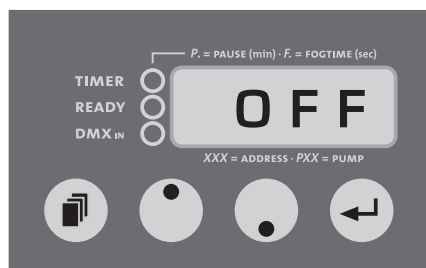 P. = PAUSE (min) · F. = FOGTIME (sec)
TIMER
READY
DMX IN
OFF
XXX = ADDRESS · PXX = PUMP